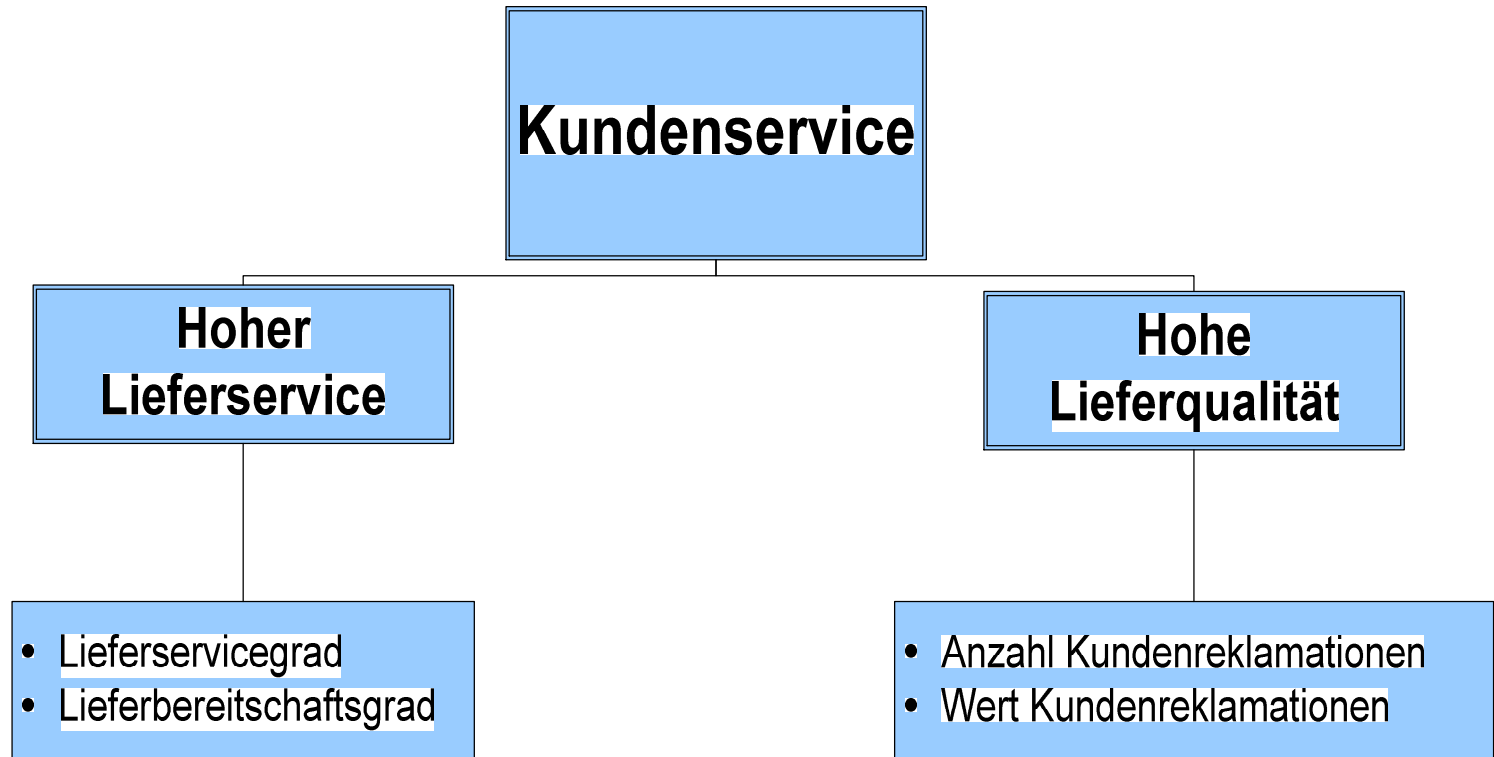 Kundenservice
Hoher
Lieferservice
Hohe
Lieferqualität
• Lieferservicegrad
• Lieferbereitschaftsgrad
• Anzahl Kundenreklamationen
• Wert Kundenreklamationen